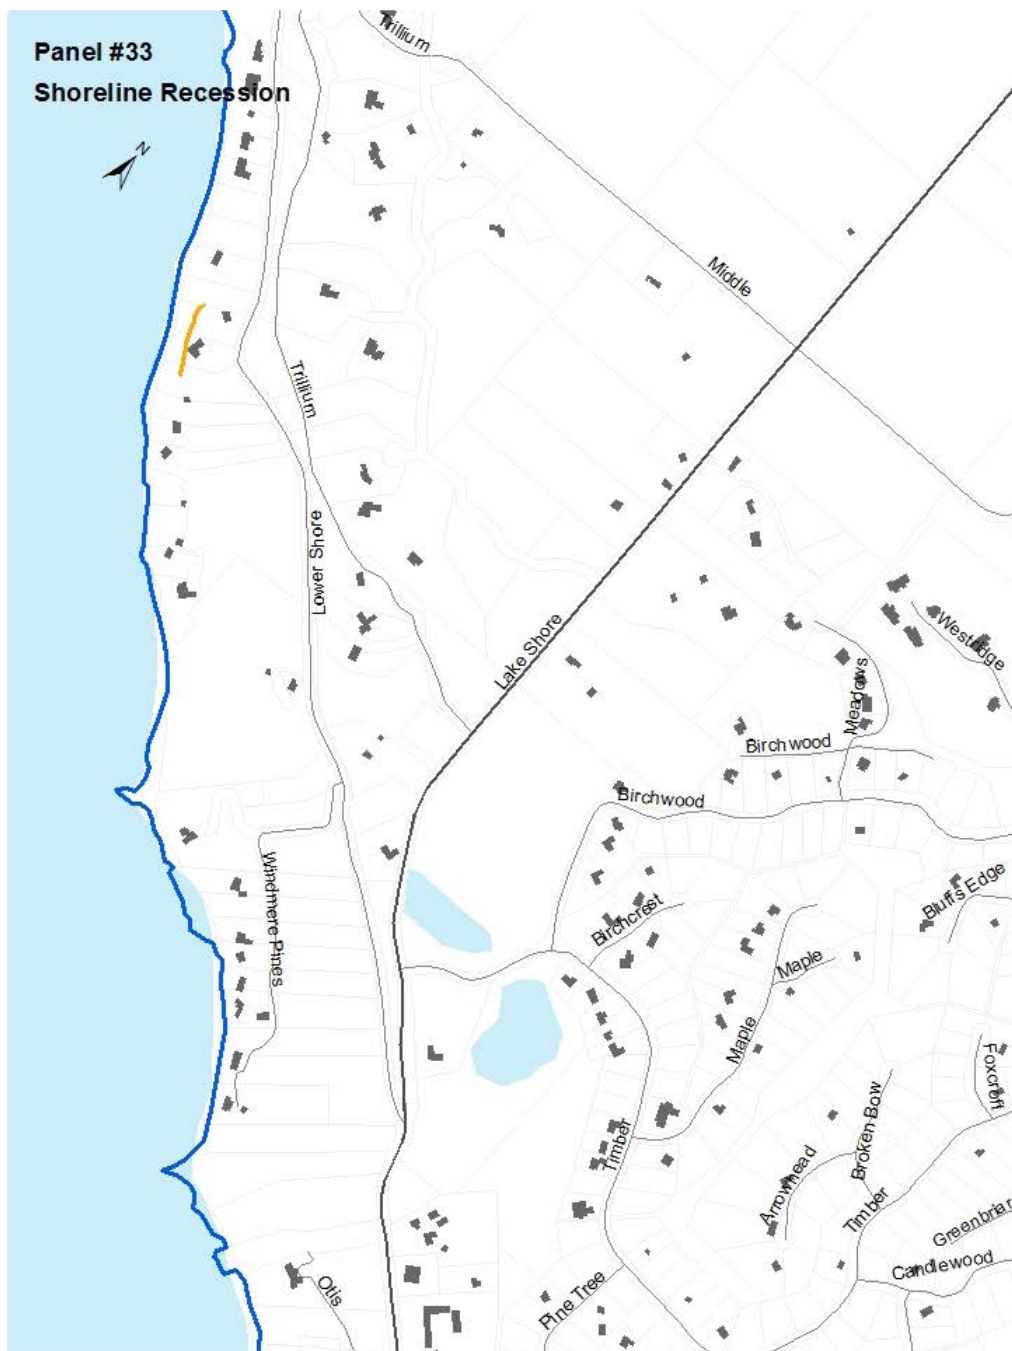 Trillium
Panel #33
Shoreline Recession
N
Middle
Trillium
Lower Shore
Lake Shore
Westridge
Meadows
Birchwood
Birchwood
Windmere Pines
Bluffs Edge
Birchcrest
Maple
Maple
Foxcroft
Timber
Broken Bow
Arrowhead
Timber
Greenbriar
Candlewood
Otis
Pine Tree